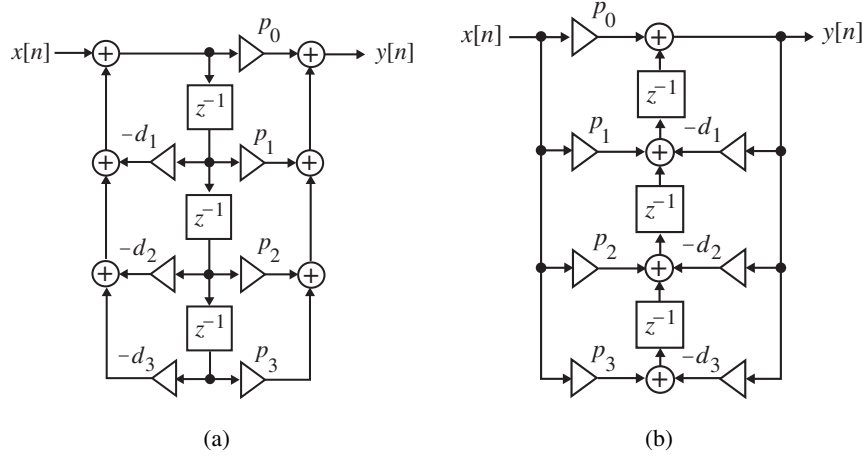 x[n] p₀ y[n]
z⁻¹
−d₁ p₁
z⁻¹
−d₂ p₂
z⁻¹
−d₃ p₃
(a)
x[n] p₀ y[n]
z⁻¹
p₁ −d₁
z⁻¹
p₂ −d₂
z⁻¹
p₃ −d₃
(b)